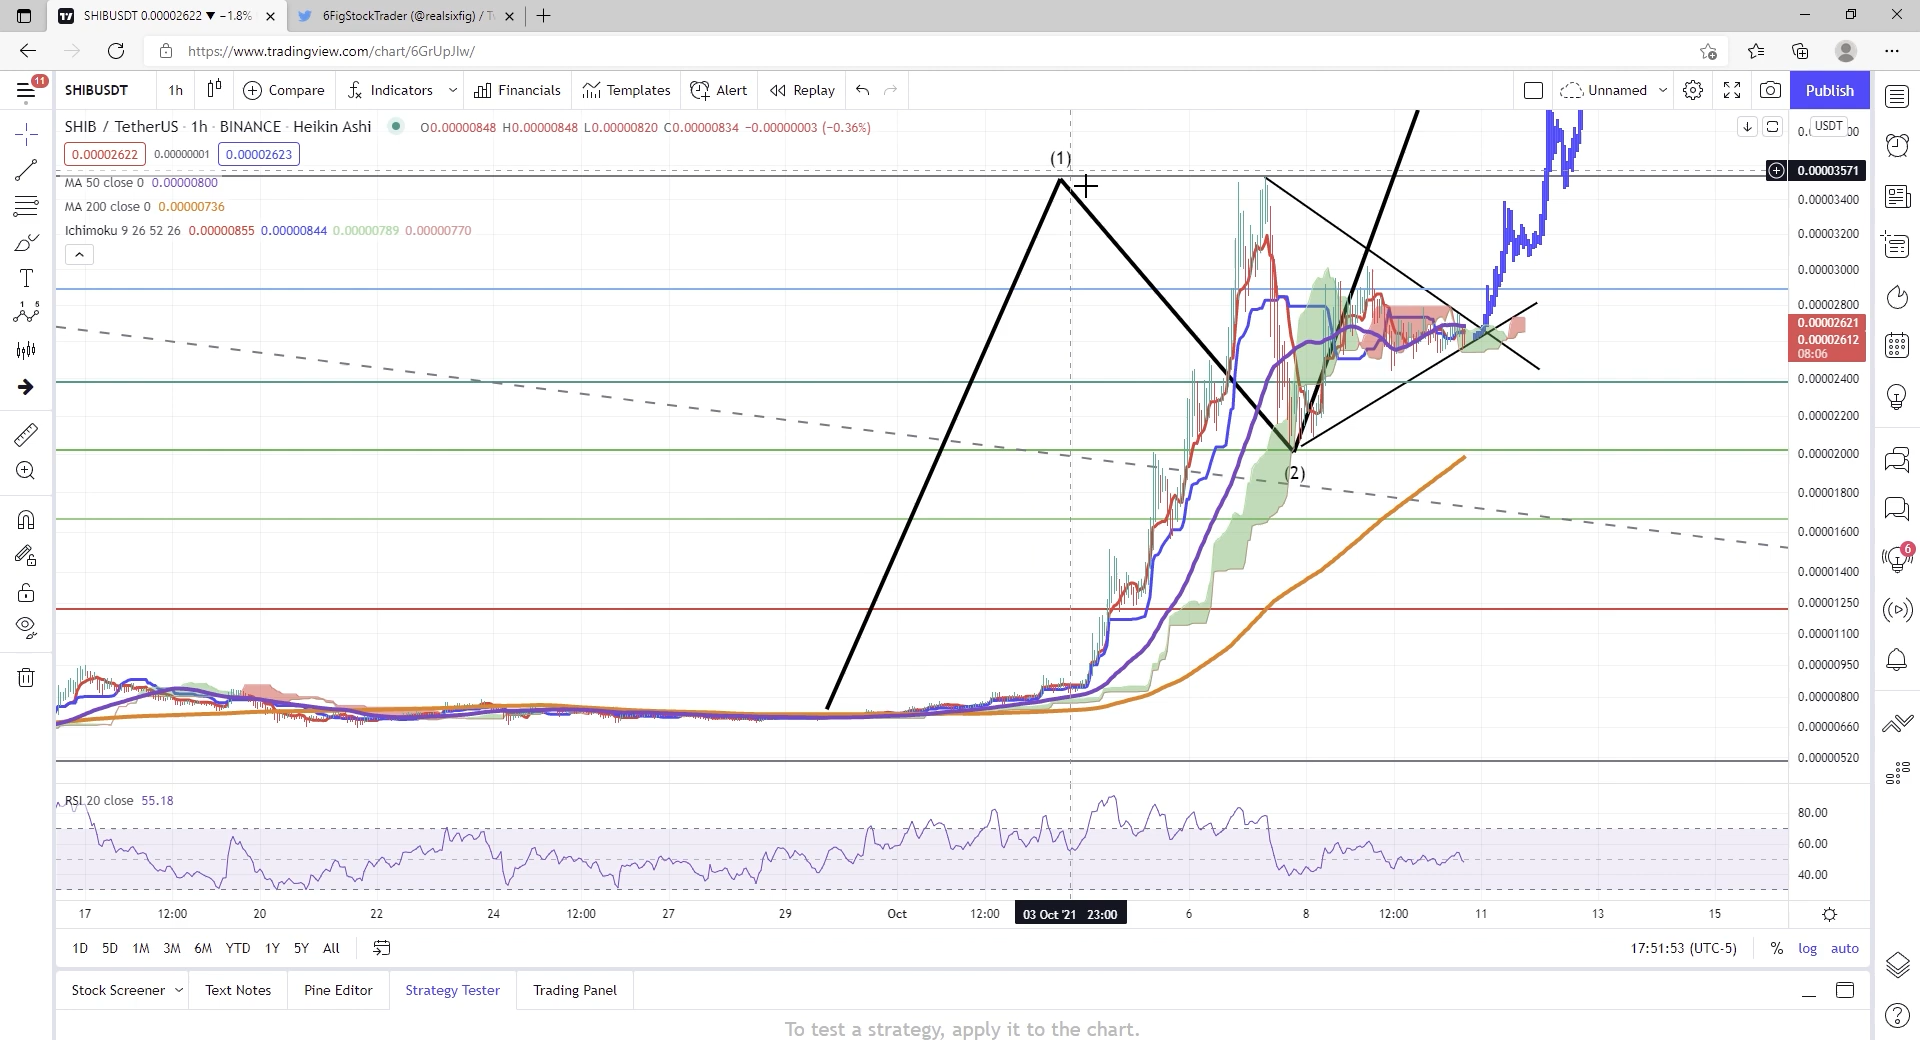 SHIBUSDT 0.00002622 ▼ −1.8%
6FigStockTrader (@realsixfig) / Tw
https://www.tradingview.com/chart/6GrUpJIw/
11
SHIBUSDT 1h Compare Indicators Financials Templates Alert Replay Unnamed Publish
SHIB / TetherUS · 1h · BINANCE · Heikin Ashi O0.00000848 H0.00000848 L0.00000820 C0.00000834 −0.00000003 (−0.36%)
USDT
0.00002622 0.00000001 0.00002623
MA 50 close 0 0.00000800
MA 200 close 0 0.00000736
Ichimoku 9 26 52 26 0.00000855 0.00000844 0.00000789 0.00000770
(1)
(2)
0.00003571
0.00003400
0.00003200
0.00003000
0.00002800
0.00002621
0.00002612
08:06
0.00002400
0.00002200
0.00002000
0.00001800
0.00001600
0.00001400
0.00001250
0.00001100
0.00000950
0.00000800
0.00000660
0.00000520
6
RSI 20 close 55.18
80.00
60.00
40.00
17 12:00 20 22 24 12:00 27 29 Oct 12:00 03 Oct '21 23:00 6 8 12:00 11 13 15
1D 5D 1M 3M 6M YTD 1Y 5Y All 17:51:53 (UTC-5) % log auto
Stock Screener Text Notes Pine Editor Strategy Tester Trading Panel
To test a strategy, apply it to the chart.